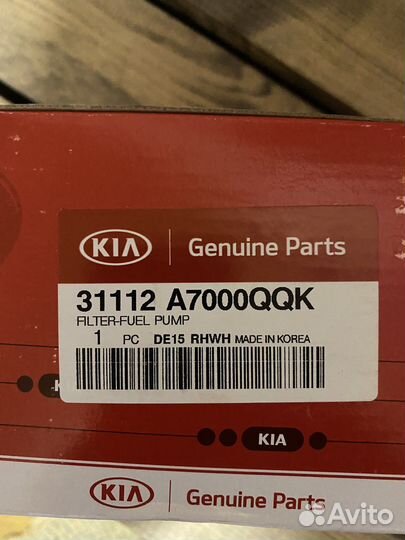 KIA Genuine Parts
31112 A7000QQK
FILTER-FUEL PUMP
1 PC DE15 RHWH MADE IN KOREA
K
KIA
KIA Genuine Parts
Avito